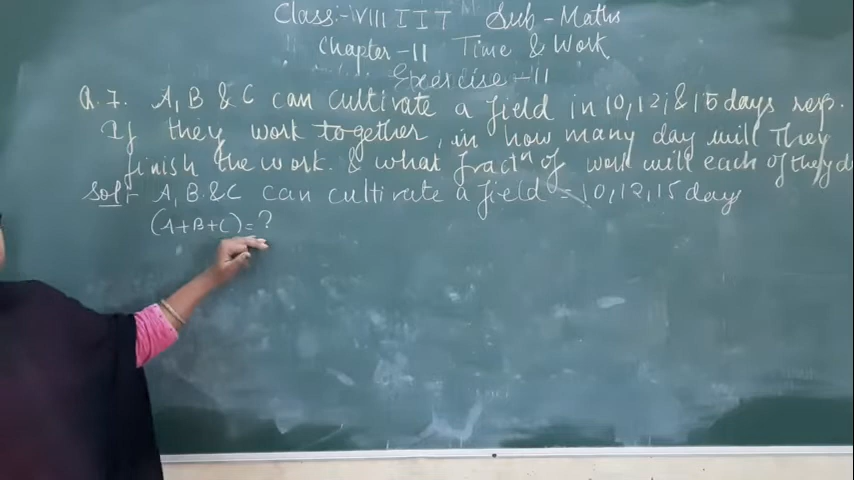 Class:- VIII IIT Sub - Maths
Chapter - 11 Time & Work
Exercise - 11
Q. 7. A, B & C can cultivate a field in 10, 12, & 15 days resp.
If they work together, in how many day will They
finish the work. & what fractn of work will each of they do
Sol:- A, B & C can cultivate a field = 10, 12, 15 days
(A+B+C) = ?